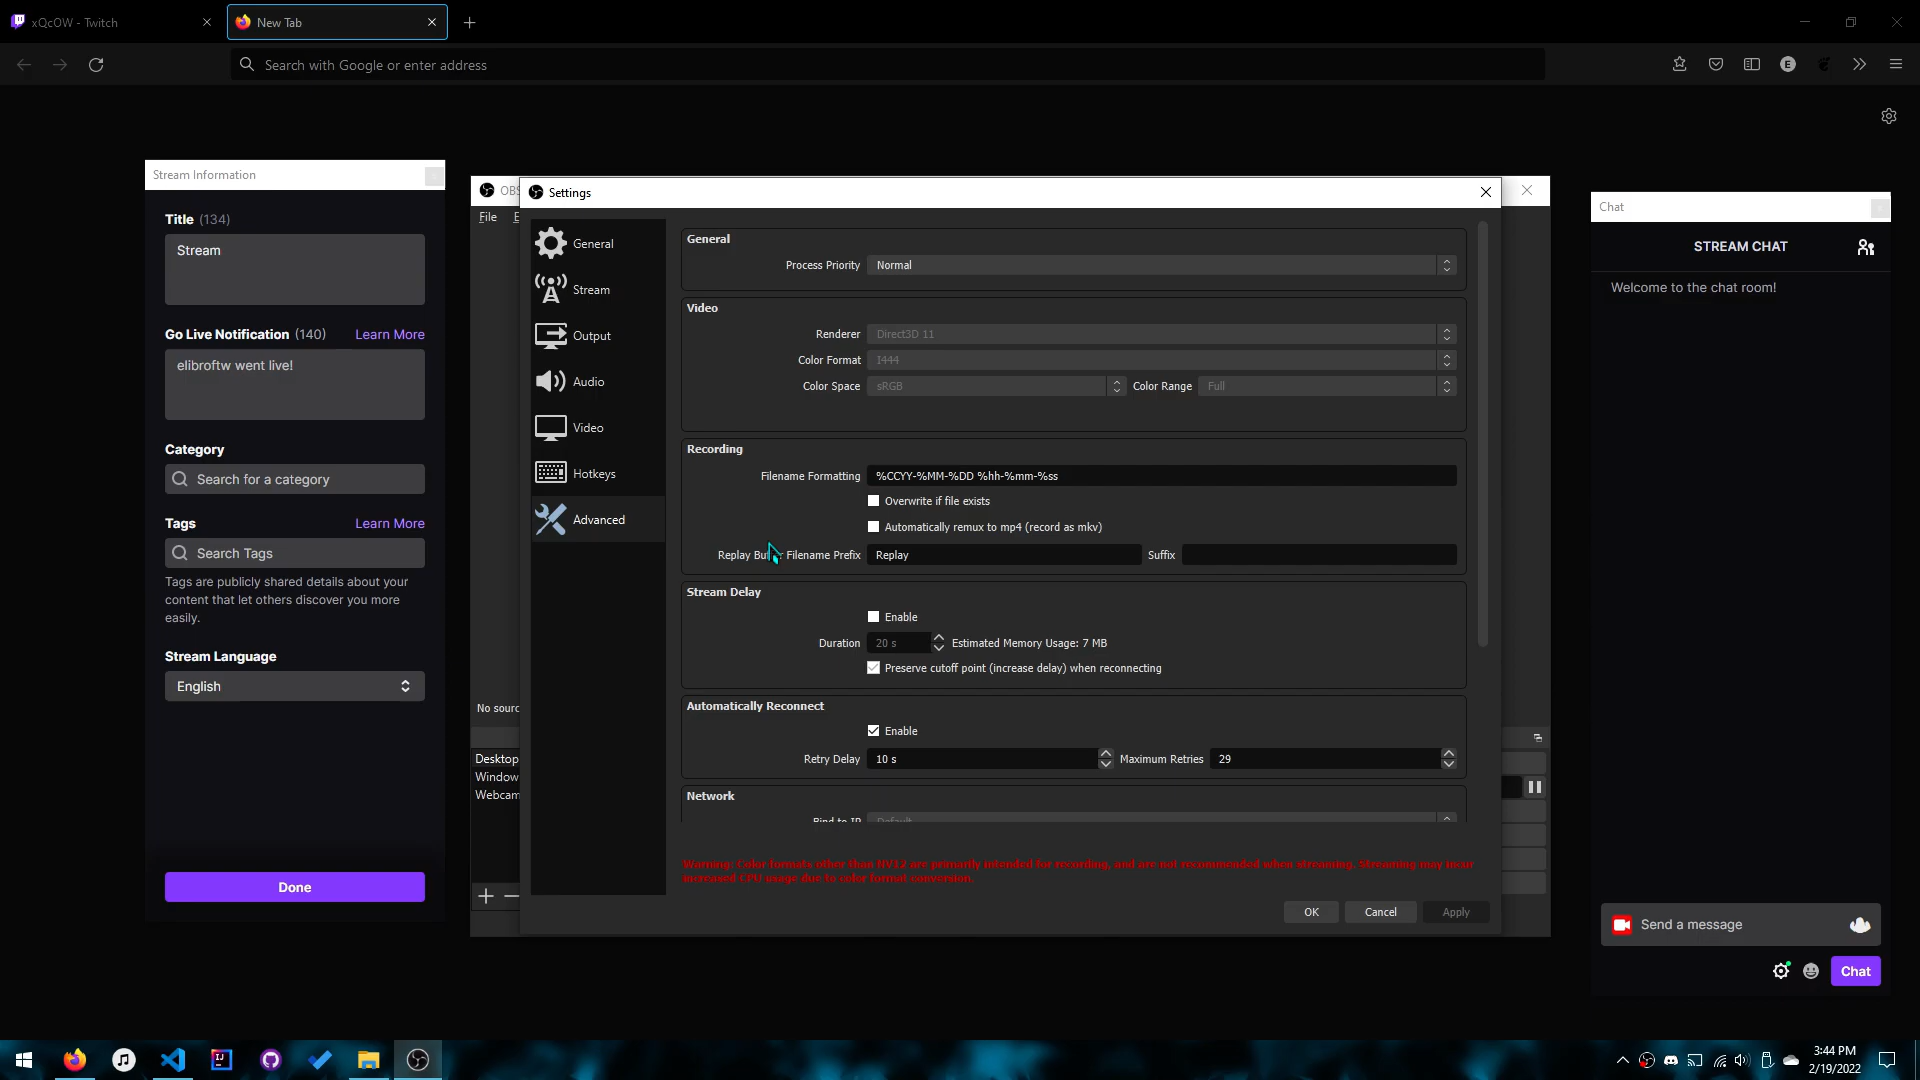 xQcOW - Twitch
New Tab
Search with Google or enter address
E
Stream Information
Title (134)
Stream
Go Live Notification (140) Learn More
elibroftw went live!
Category
Search for a category
Tags Learn More
Search Tags
Tags are publicly shared details about your
content that let others discover you more
easily.
Stream Language
English
Done
OBS
File E
No sourc
Desktop
Window
Webcam
Settings
General
Stream
Output
Audio
Video
Hotkeys
Advanced
General
Process Priority Normal
Video
Renderer Direct3D 11
Color Format I444
Color Space sRGB Color Range Full
Recording
Filename Formatting %CCYY-%MM-%DD %hh-%mm-%ss
Overwrite if file exists
Automatically remux to mp4 (record as mkv)
Replay Filename Prefix Replay Suffix
Stream Delay
Enable
Duration 20 s Estimated Memory Usage: 7 MB
Preserve cutoff point (increase delay) when reconnecting
Automatically Reconnect
Enable
Retry Delay 10 s Maximum Retries 29
Network
Bind to IP Default
Warning: Color formats other than NV12 are primarily intended for recording, and are not recommended when streaming. Streaming may incur
increased CPU usage due to color format conversion.
OK Cancel Apply
Chat
STREAM CHAT
Welcome to the chat room!
Send a message
Chat
IJ
3:44 PM
2/19/2022